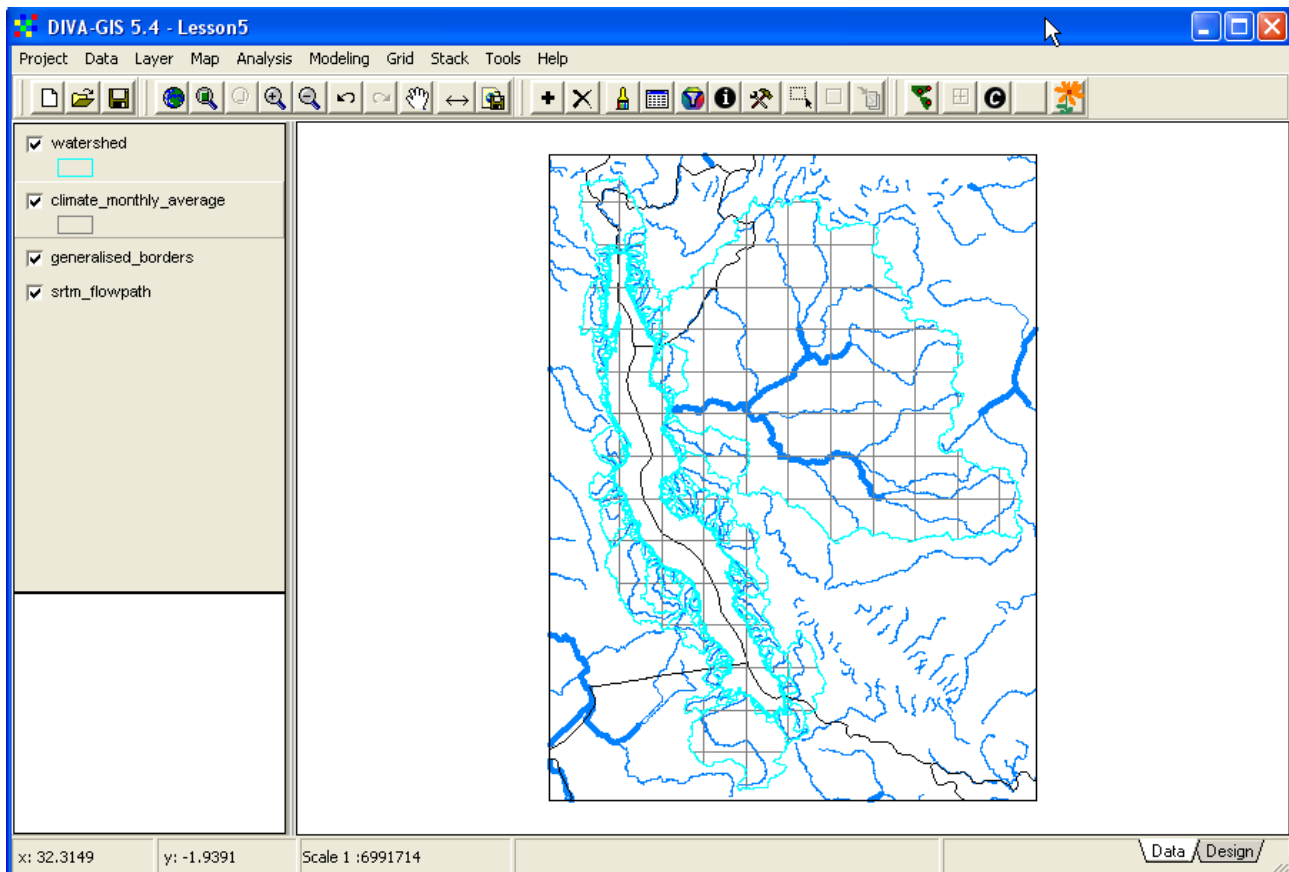 DIVA-GIS 5.4 - Lesson5
Project Data Layer Map Analysis Modeling Grid Stack Tools Help
watershed
climate_monthly_average
generalised_borders
srtm_flowpath
x: 32.3149 y: -1.9391 Scale 1 :6991714 Data Design